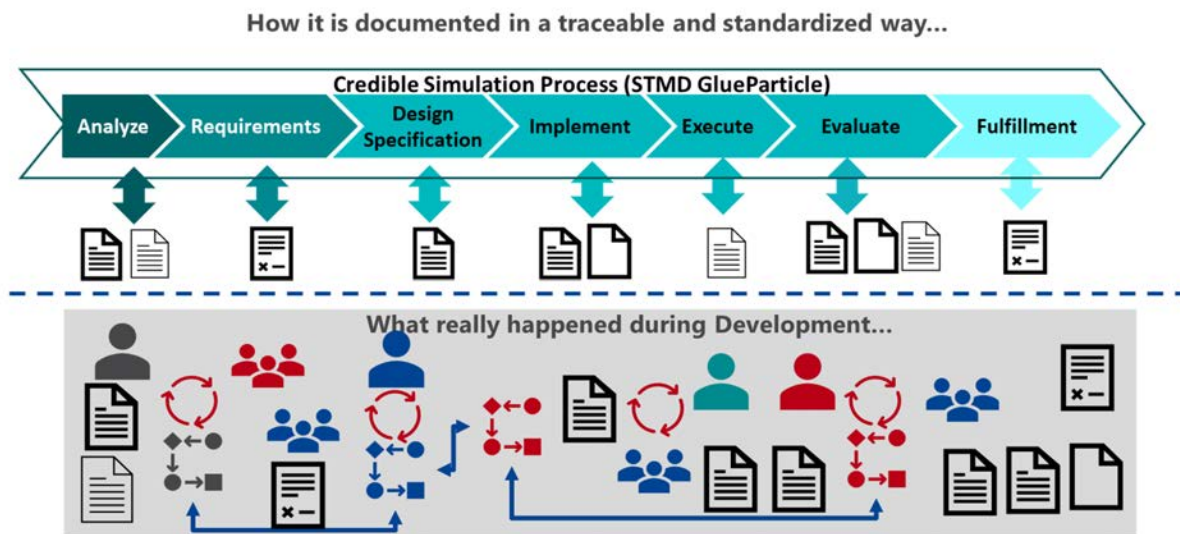 How it is documented in a traceable and standardized way...
Credible Simulation Process (STMD GlueParticle)
Analyze
Requirements
Design
Specification
Implement
Execute
Evaluate
Fulfillment
What really happened during Development...